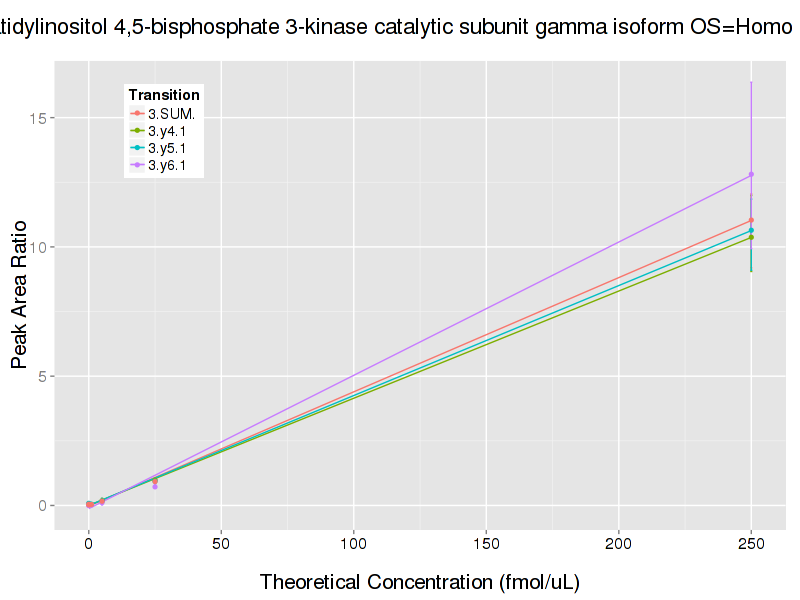 tidylinositol 4,5-bisphosphate 3-kinase catalytic subunit gamma isoform OS=Homo
Transition
3.SUM.
3.y4.1
3.y5.1
3.y6.1
Peak Area Ratio
15
10
5
0
0 50 100 150 200 250
Theoretical Concentration (fmol/uL)